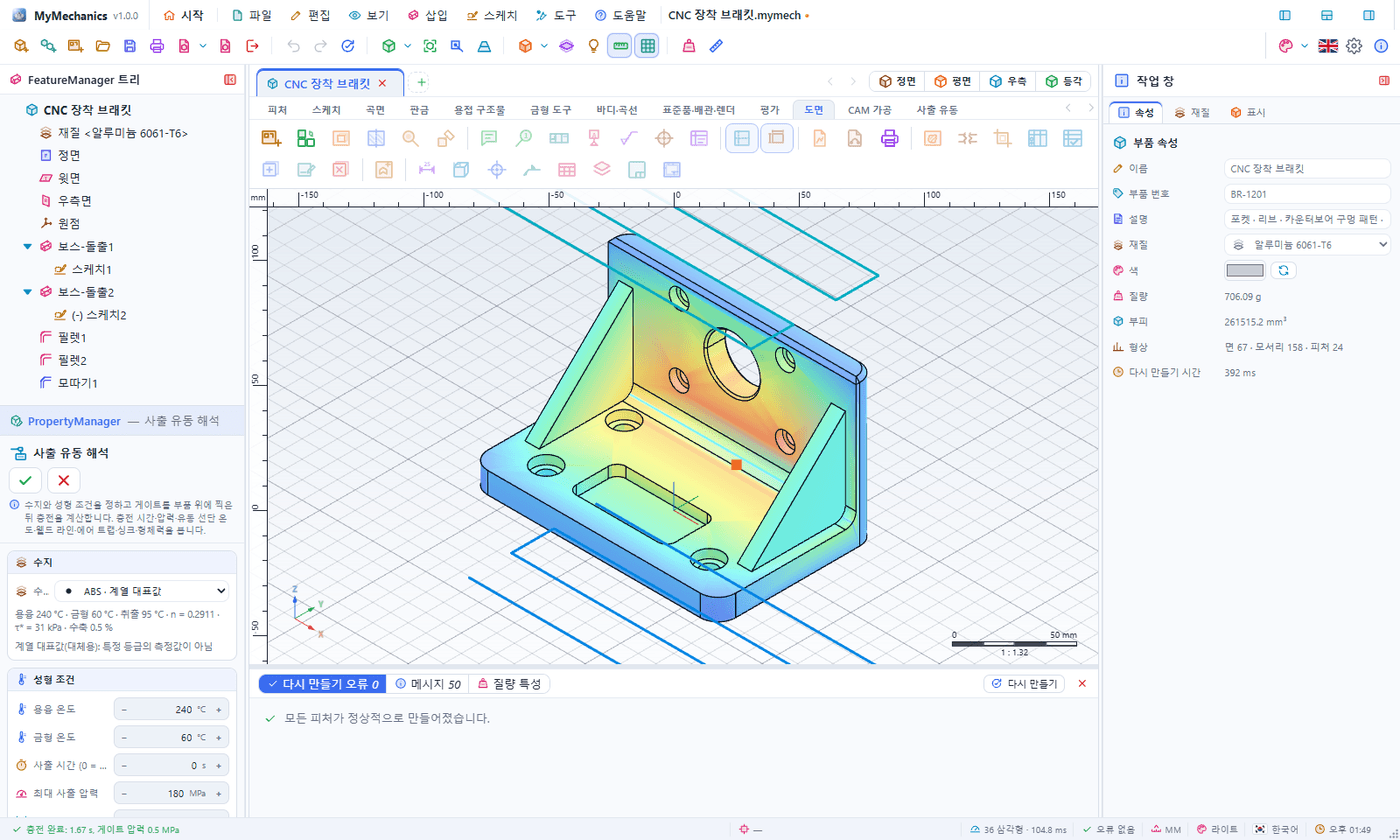 MyMechanics v1.0.0
시작
파일
편집
보기
삽입
스케치
도구
도움말
CNC 장착 브래킷.mymech
FeatureManager 트리
CNC 장착 브래킷
재질 <알루미늄 6061-T6>
정면
윗면
우측면
원점
보스-돌출1
스케치1
보스-돌출2
(-) 스케치2
필렛1
필렛2
모따기1
PropertyManager — 사출 유동 해석
사출 유동 해석
수지와 성형 조건을 정하고 게이트를 부품 위에 찍은
뒤 충전을 계산합니다. 충전 시간·압력·유동 선단 온
도·웰드 라인·에어 트랩·싱크·형체력을 봅니다.
수지
수...
ABS · 계열 대표값
용융 240 °C · 금형 60 °C · 취출 95 °C · n = 0.2911 ·
τ* = 31 kPa · 수축 0.5 %
계열 대표값(대체용): 특정 등급의 측정값이 아님
성형 조건
용융 온도 − 240 °C +
금형 온도 − 60 °C +
사출 시간 (0 = ... − 0 s +
최대 사출 압력 − 180 MPa +
CNC 장착 브래킷
정면
평면
우측
등각
피처
스케치
곡면
판금
용접 구조물
금형 도구
바디·곡선
표준품·배관·렌더
평가
도면
CAM 가공
사출 유동
mm
-150
-100
-50
0
50
100
150
100
50
0
-50
Z
Y
X
0 50 mm
1 : 1.32
다시 만들기 오류 0
메시지 50
질량 특성
다시 만들기
모든 피처가 정상적으로 만들어졌습니다.
작업 창
속성
재질
표시
부품 속성
이름 CNC 장착 브래킷
부품 번호 BR-1201
설명 포켓 · 리브 · 카운터보어 구멍 패턴 ·
재질 알루미늄 6061-T6
색
질량 706.09 g
부피 261515.2 mm³
형상 면 67 · 모서리 158 · 피처 24
다시 만들기 시간 392 ms
충전 완료: 1.67 s, 게이트 압력 0.5 MPa
—
36 삼각형 · 104.8 ms
오류 없음
MM
라이트
한국어
오후 01:49